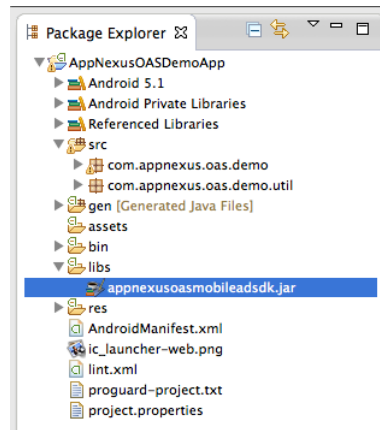 Package Explorer
AppNexusOASDemoApp
Android 5.1
Android Private Libraries
Referenced Libraries
src
com.appnexus.oas.demo
com.appnexus.oas.demo.util
gen [Generated Java Files]
assets
bin
libs
appnexusoasmobileadsdk.jar
res
AndroidManifest.xml
ic_launcher-web.png
lint.xml
proguard-project.txt
project.properties